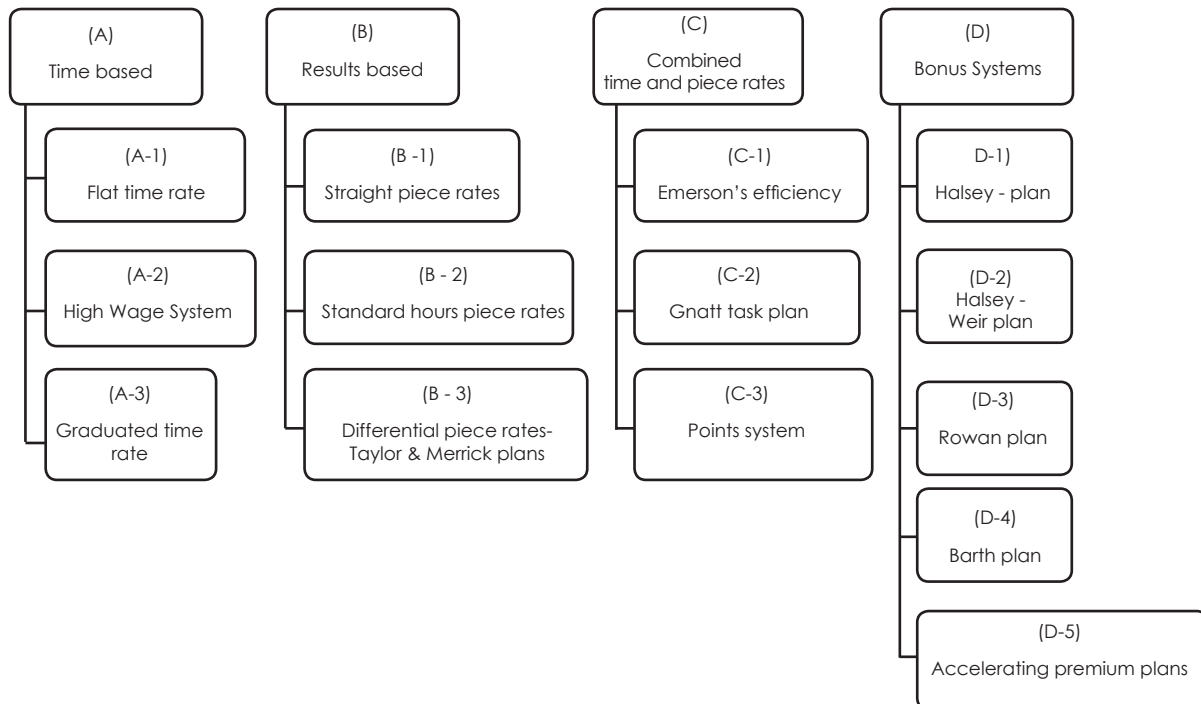 (A)
Time based
(A-1)
Flat time rate
(A-2)
High Wage System
(A-3)
Graduated time
rate
(B)
Results based
(B -1)
Straight piece rates
(B - 2)
Standard hours piece rates
(B - 3)
Differential piece rates-
Taylor & Merrick plans
(C)
Combined
time and piece rates
(C-1)
Emerson's efficiency
(C-2)
Gnatt task plan
(C-3)
Points system
(D)
Bonus Systems
D-1)
Halsey - plan
(D-2)
Halsey -
Weir plan
(D-3)
Rowan plan
(D-4)
Barth plan
(D-5)
Accelerating premium plans